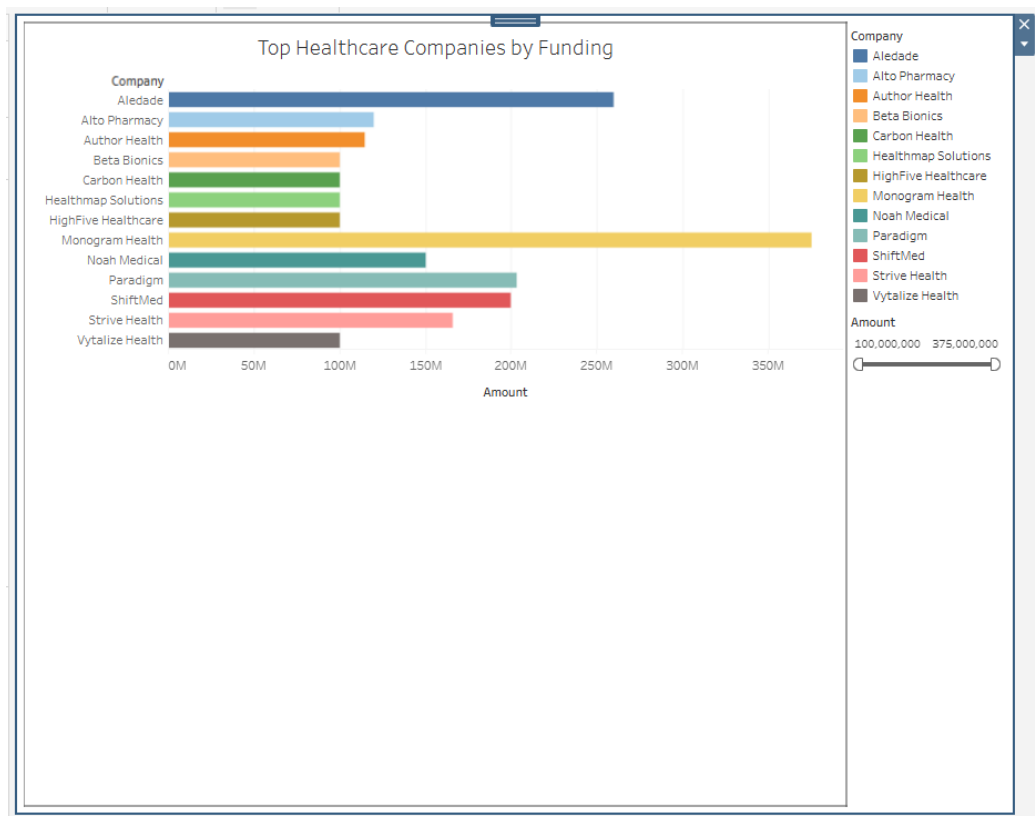 Top Healthcare Companies by Funding
Company
Aledade
Alto Pharmacy
Author Health
Beta Bionics
Carbon Health
Healthmap Solutions
HighFive Healthcare
Monogram Health
Noah Medical
Paradigm
ShiftMed
Strive Health
Vytalize Health
0M 50M 100M 150M 200M 250M 300M 350M
Amount
Company
Aledade
Alto Pharmacy
Author Health
Beta Bionics
Carbon Health
Healthmap Solutions
HighFive Healthcare
Monogram Health
Noah Medical
Paradigm
ShiftMed
Strive Health
Vytalize Health
Amount
100,000,000 375,000,000